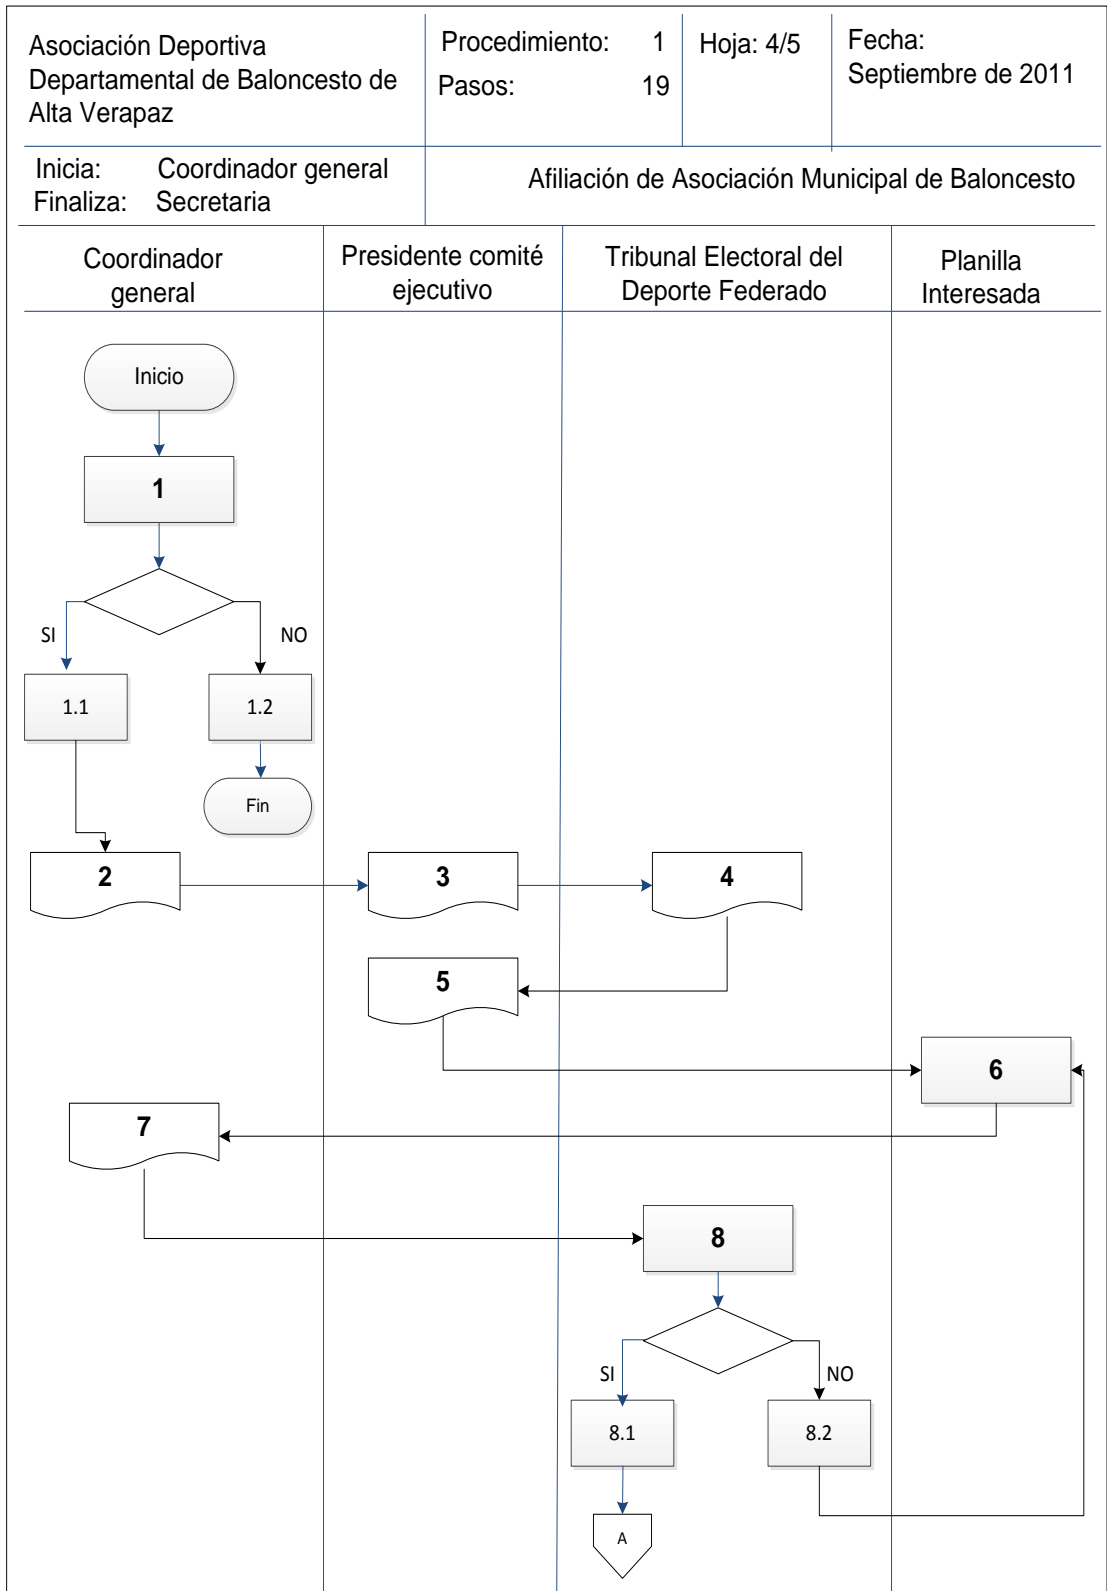 Asociación Deportiva
Departamental de Baloncesto de
Alta Verapaz
Procedimiento: 1
Pasos: 19
Hoja: 4/5
Fecha:
Septiembre de 2011
Inicia: Coordinador general
Finaliza: Secretaria
Afiliación de Asociación Municipal de Baloncesto
Coordinador
general
Presidente comité
ejecutivo
Tribunal Electoral del
Deporte Federado
Planilla
Interesada
Inicio
1
SI
NO
1.1
1.2
Fin
2
3
4
5
6
7
8
SI
NO
8.1
8.2
A